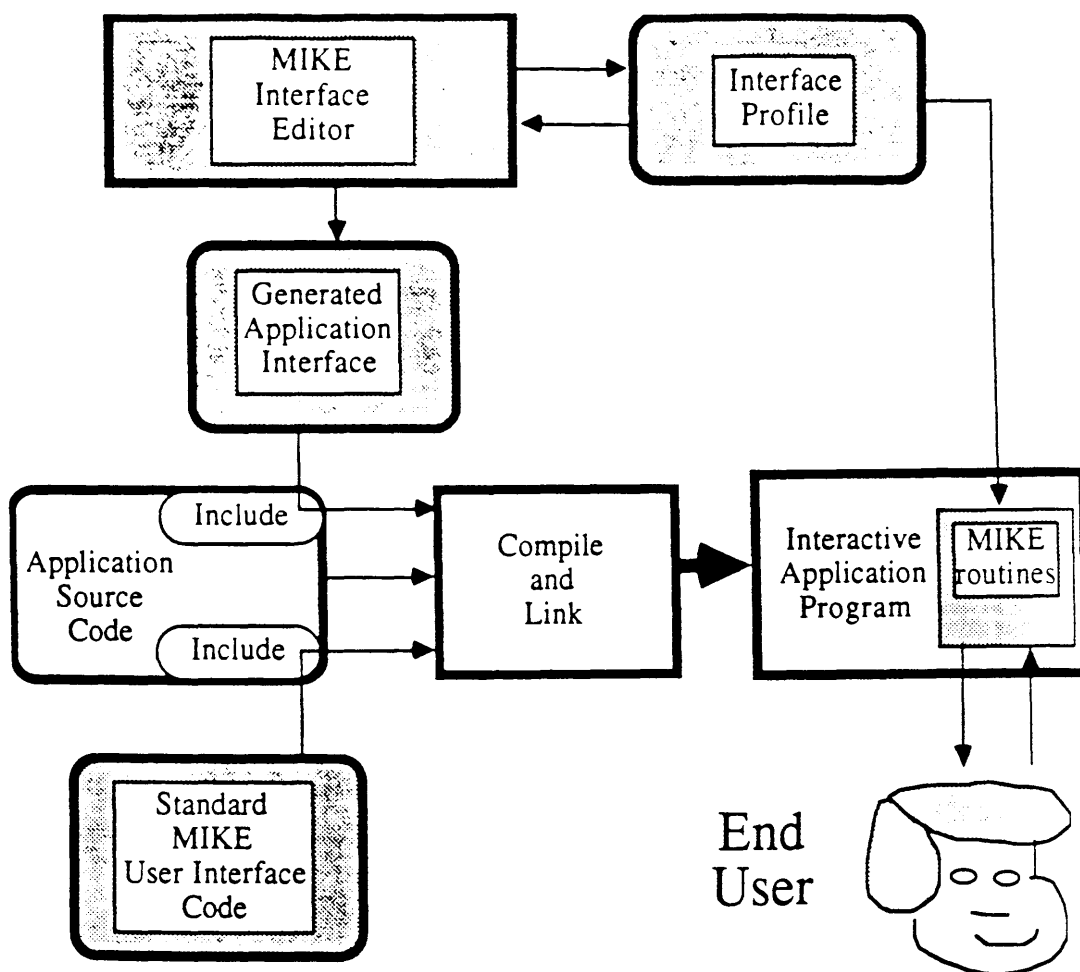 MIKE
Interface
Editor
Interface
Profile
Generated
Application
Interface
Include
Application
Source
Code
Include
Compile
and
Link
Interactive
Application
Program
MIKE
routines
Standard
MIKE
User Interface
Code
End
User